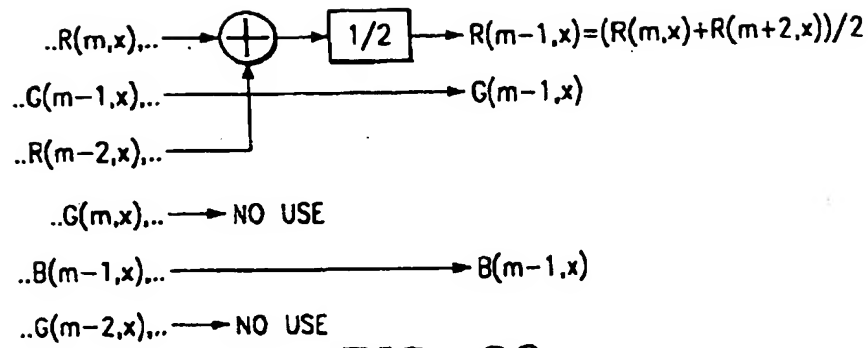 ..R(m,x),.. 1/2 R(m-1,x)=(R(m,x)+R(m+2,x))/2
..G(m-1,x),.. G(m-1,x)
..R(m-2,x),..
..G(m,x),.. NO USE
..B(m-1,x),.. B(m-1,x)
..G(m-2,x),.. NO USE